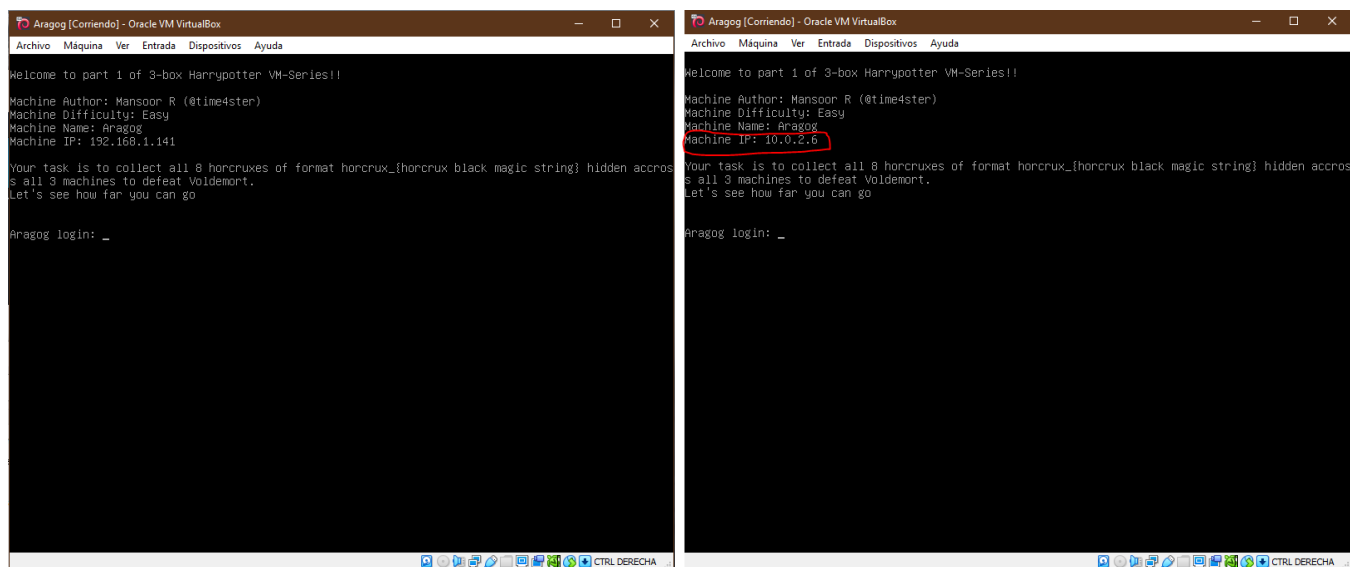 Aragog [Corriendo] - Oracle VM VirtualBox
Archivo Máquina Ver Entrada Dispositivos Ayuda
Welcome to part 1 of 3-box Harrypotter VM-Series!!
Machine Author: Mansoor R (@time4ster)
Machine Difficulty: Easy
Machine Name: Aragog
Machine IP: 192.168.1.141
Your task is to collect all 8 horcruxes of format horcrux_{horcrux black magic string} hidden accros
s all 3 machines to defeat Voldemort.
Let's see how far you can go
Aragog login: _
CTRL DERECHA
Aragog [Corriendo] - Oracle VM VirtualBox
Archivo Máquina Ver Entrada Dispositivos Ayuda
Welcome to part 1 of 3-box Harrypotter VM-Series!!
Machine Author: Mansoor R (@time4ster)
Machine Difficulty: Easy
Machine Name: Aragog
Machine IP: 10.0.2.6
Your task is to collect all 8 horcruxes of format horcrux_{horcrux black magic string} hidden accros
s all 3 machines to defeat Voldemort.
Let's see how far you can go
Aragog login: _
CTRL DERECHA